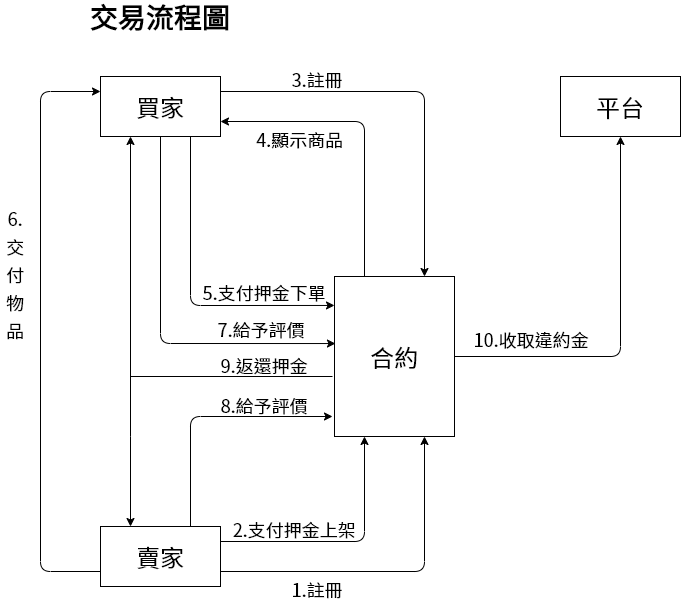 交易流程圖
3.註冊
買家
平台
4.顯示商品
6.
交
付
物
品
5.支付押金下單
7.給予評價
合約
10.收取違約金
9.返還押金
8.給予評價
2.支付押金上架
賣家
1.註冊